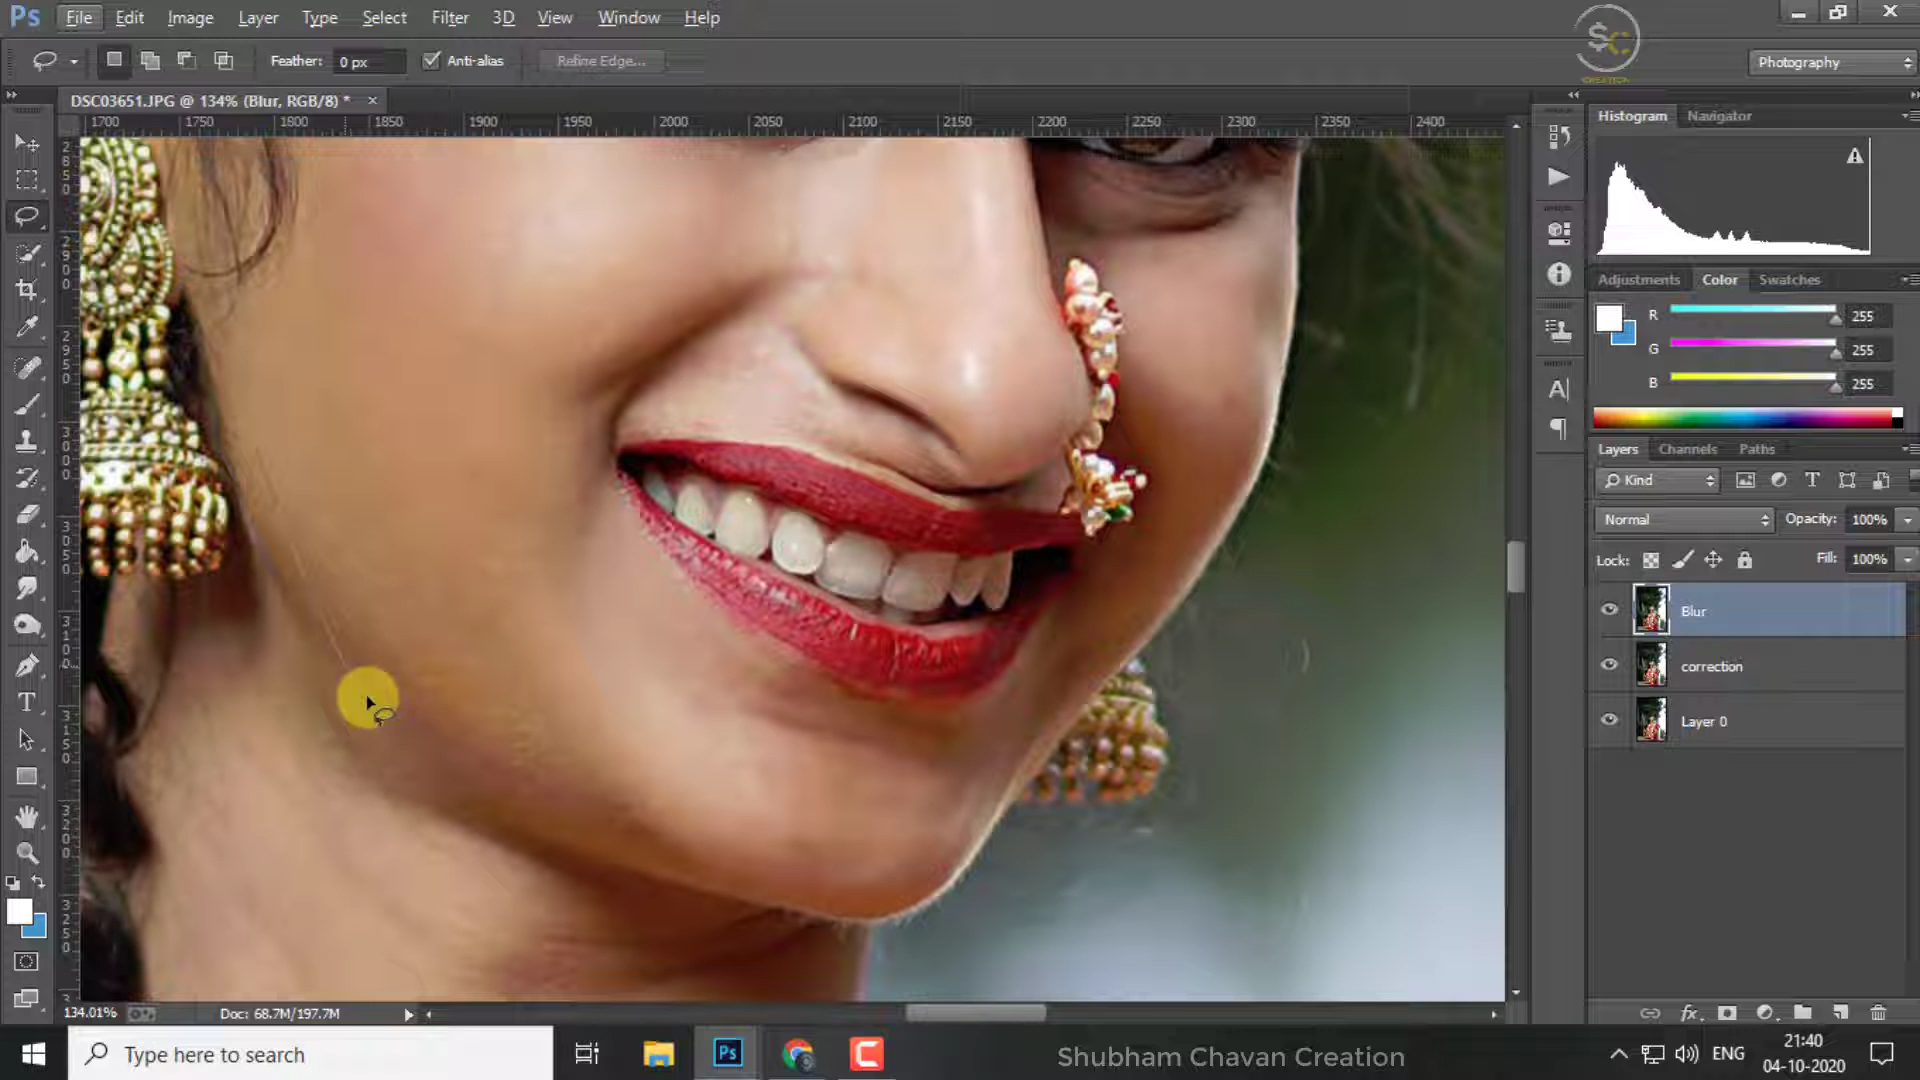 Ps File Edit Image Layer Type Select Filter 3D View Window Help
Feather: 0 px Anti-alias Refine Edge... Photography
SC CREATION
DSC03651.JPG @ 134% (Blur, RGB/8) * ×
1700 1750 1800 1850 1900 1950 2000 2050 2100 2150 2200 2250 2300 2350 2400
Histogram Navigator
Adjustments Color Swatches
R 255
G 255
B 255
Layers Channels Paths
Kind
Normal Opacity: 100%
Lock: Fill: 100%
Blur
correction
Layer 0
134.01% Doc: 68.7M/197.7M
Type here to search
Ps
Shubham Chavan Creation
ENG
21:40
04-10-2020